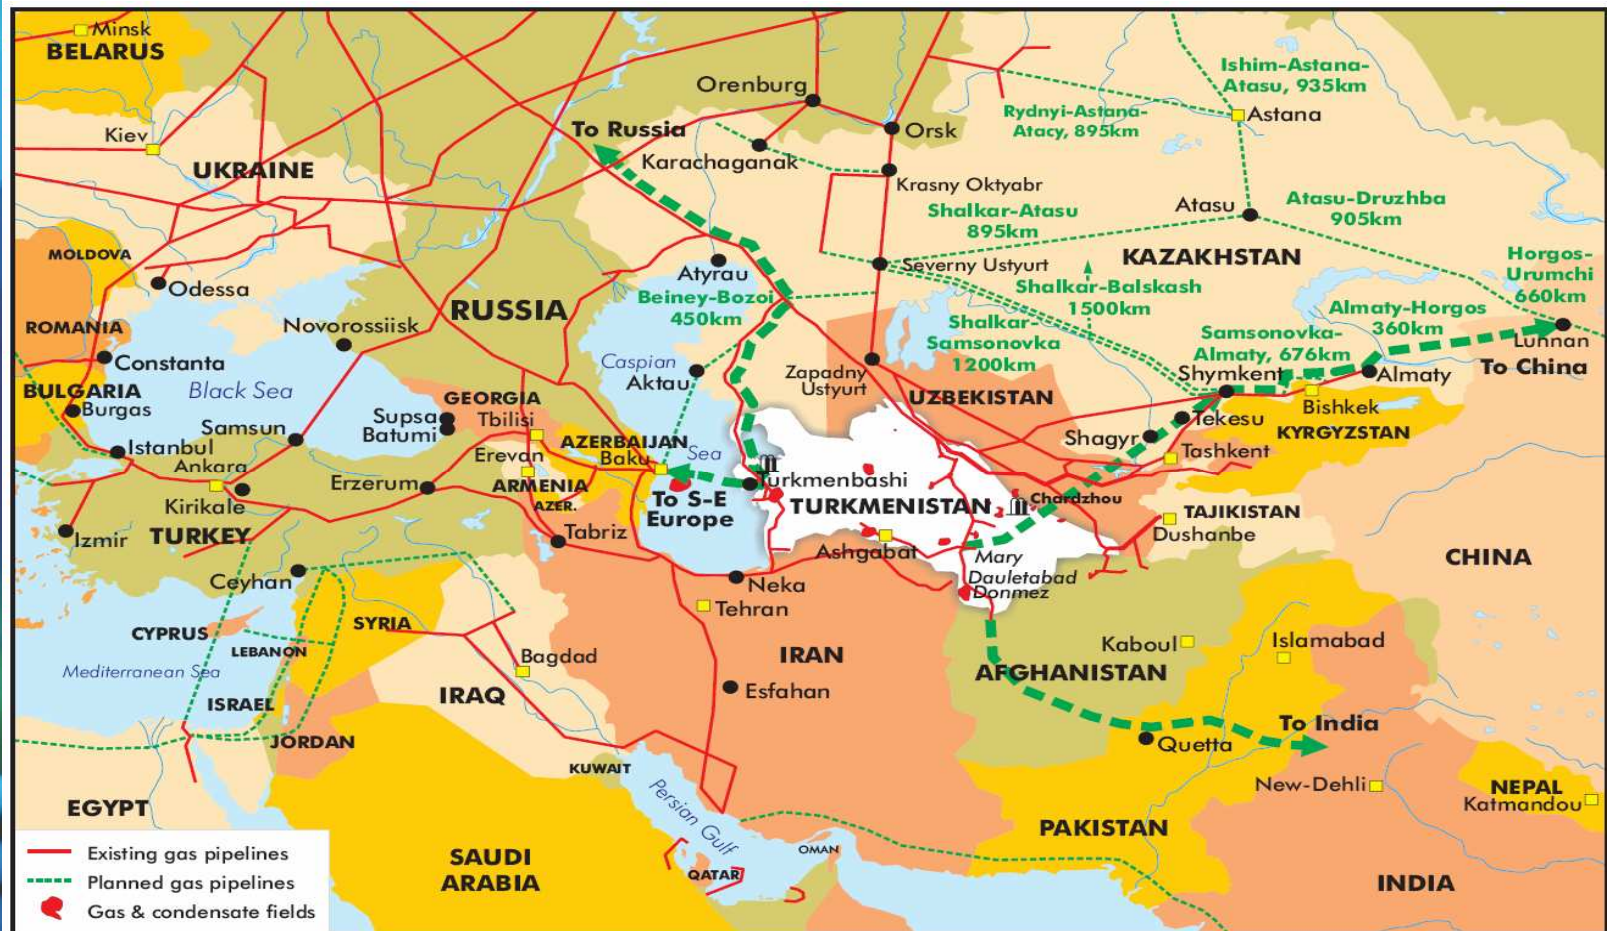 Minsk
BELARUS
Kiev
UKRAINE
MOLDOVA
Odessa
ROMANIA
Constanta
BULGARIA
Burgas
Black Sea
Novorossiisk
RUSSIA
Orenburg
To Russia
Karachaganak
Orsk
Krasny Oktyabr
Rydnyi-Astana-
Atacy, 895km
Ishim-Astana-
Atasu, 935km
Astana
Atasu
Shalkar-Atasu
895km
Atasu-Druzhba
905km
KAZAKHSTAN
Severny Ustyurt
Shalkar-Balskash
1500km
Horgos-
Urumchi
660km
Almaty-Horgos
360km
Lunnan
To China
Atyrau
Beiney-Bozoi
450km
Shalkar-
Samsonovka
1200km
Samsonovka-
Almaty, 676km
Shymkent
Almaty
Bishkek
KYRGYZSTAN
Caspian
Sea
Aktau
Zapadny
Ustyurt
UZBEKISTAN
Shagyr
Tekesu
Tashkent
GEORGIA
Tbilisi
Supsa
Batumi
Samsun
Istanbul
Ankara
Kirikale
Erzerum
Erevan
ARMENIA
AZER.
AZERBAIJAN
Baku
To S-E
Europe
Turkmenbashi
TURKMENISTAN
Chardzhou
Ashgabat
Mary
Dauletabad
Donmez
TAJIKISTAN
Dushanbe
CHINA
Izmir
TURKEY
Ceyhan
Tabriz
Neka
Tehran
CYPRUS
LEBANON
SYRIA
Mediterranean Sea
ISRAEL
JORDAN
Bagdad
IRAQ
IRAN
Esfahan
Kaboul
AFGHANISTAN
Islamabad
To India
Quetta
New-Dehli
NEPAL
Katmandou
PAKISTAN
INDIA
KUWAIT
Persian Gulf
OMAN
QATAR
SAUDI
ARABIA
EGYPT
Existing gas pipelines
Planned gas pipelines
Gas & condensate fields